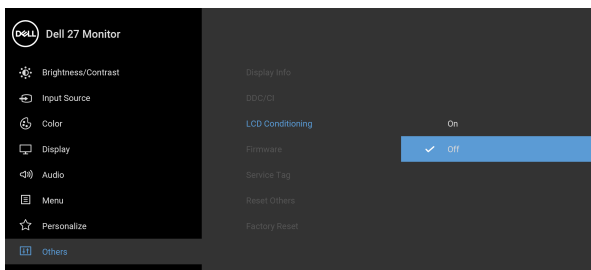 DELL Dell 27 Monitor
Brightness/Contrast Display Info
Input Source DDC/CI
Color LCD Conditioning On
Display Firmware Off
Audio Service Tag
Menu Reset Others
Personalize Factory Reset
Others